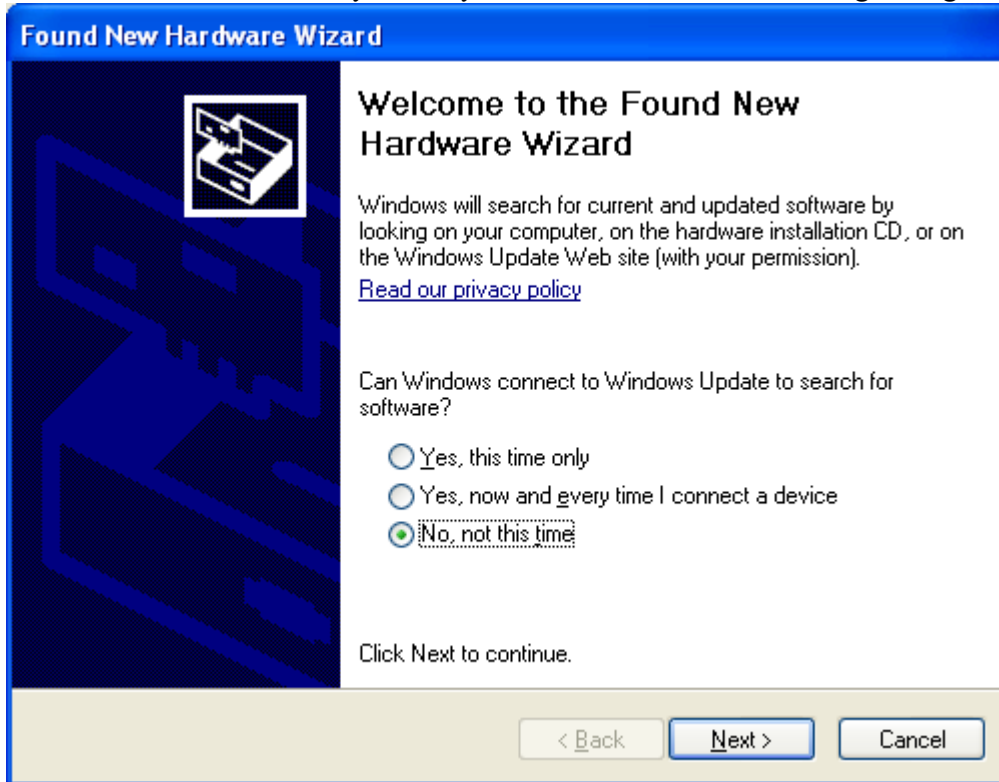 Found New Hardware Wizard
Welcome to the Found New
Hardware Wizard
Windows will search for current and updated software by
looking on your computer, on the hardware installation CD, or on
the Windows Update Web site (with your permission).
Read our privacy policy
Can Windows connect to Windows Update to search for
software?
Yes, this time only
Yes, now and every time I connect a device
No, not this time
Click Next to continue.
< Back
Next >
Cancel